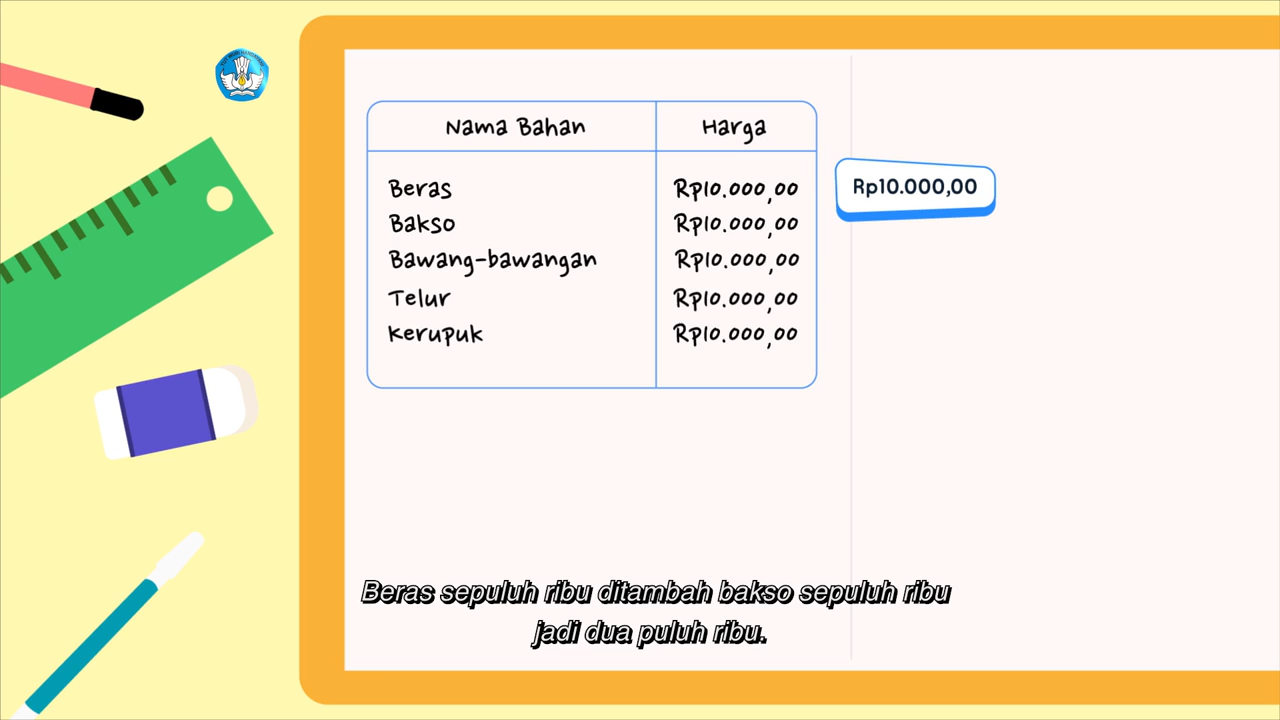 Nama Bahan Harga
Beras Rp10.000,00 Rp10.000,00
Bakso Rp10.000,00
Bawang-bawangan Rp10.000,00
Telur Rp10.000,00
Kerupuk Rp10.000,00
Beras sepuluh ribu ditambah bakso sepuluh ribu
jadi dua puluh ribu.